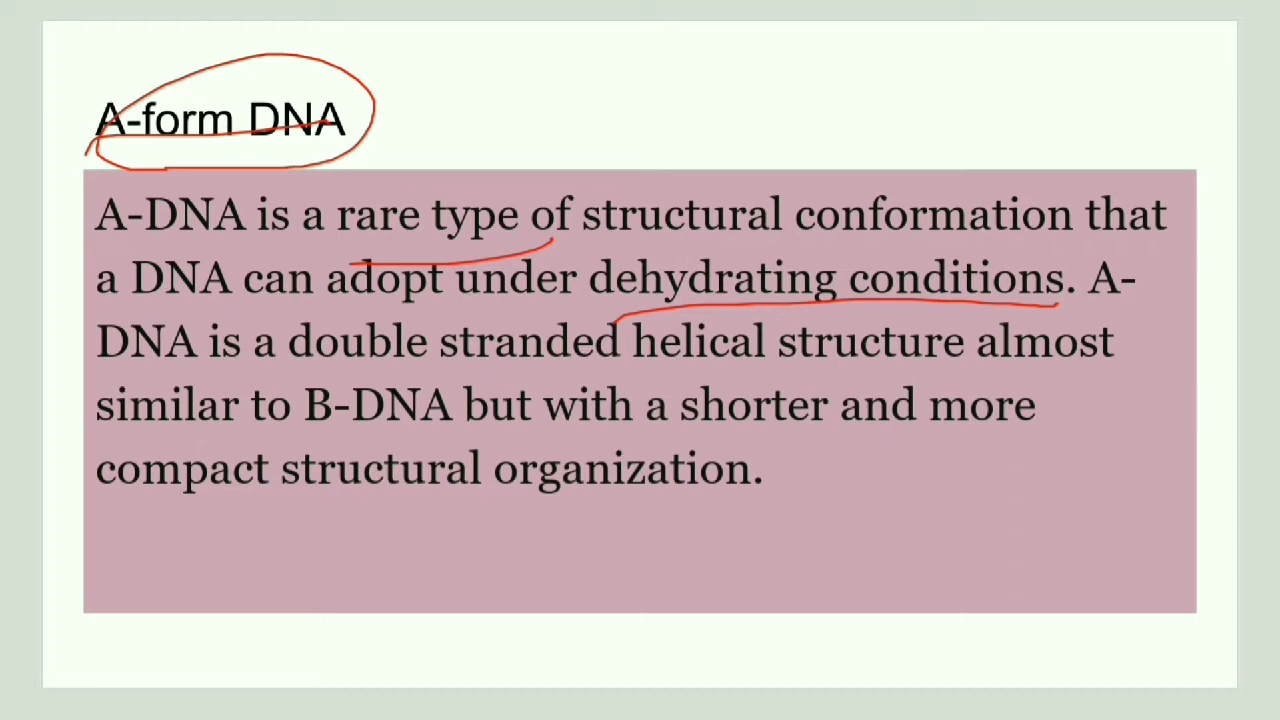 A-form DNA
A-DNA is a rare type of structural conformation that
a DNA can adopt under dehydrating conditions. A-
DNA is a double stranded helical structure almost
similar to B-DNA but with a shorter and more
compact structural organization.